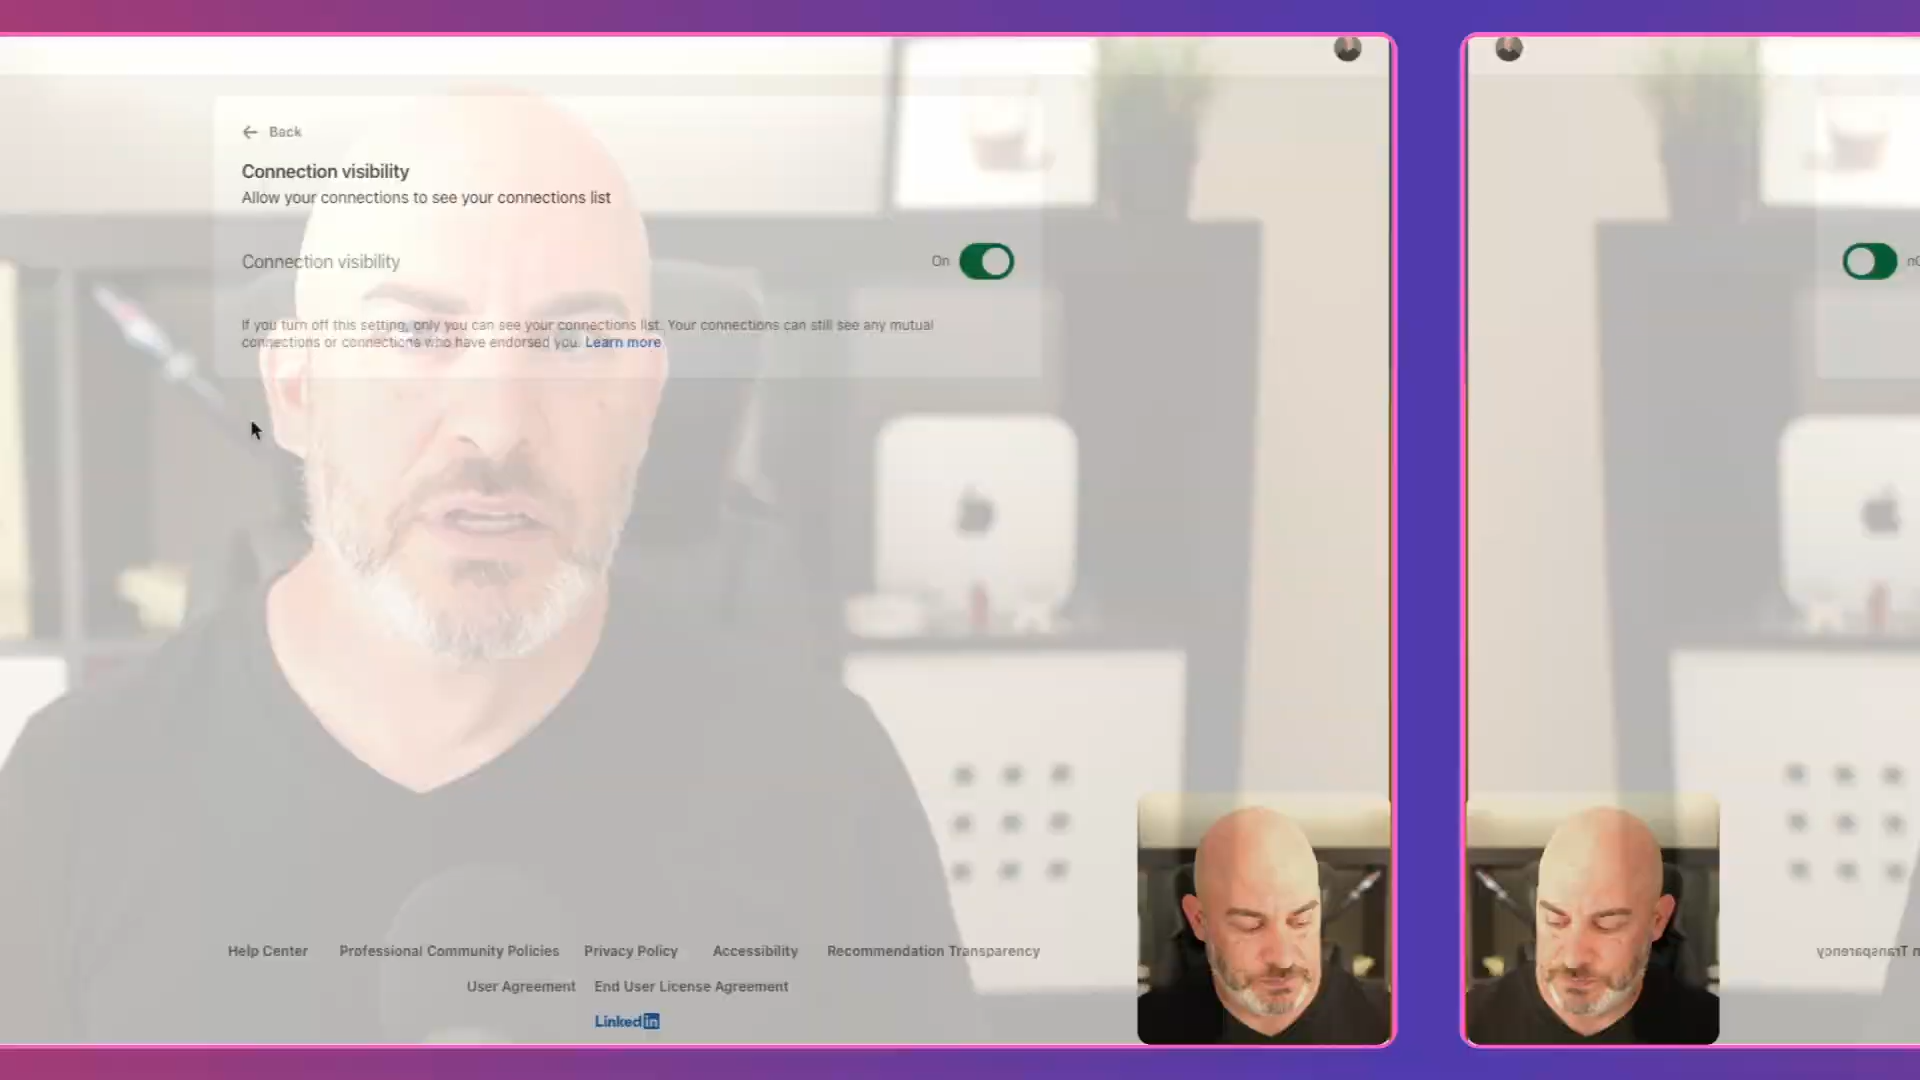 Back
Connection visibility
Allow your connections to see your connections list
Connection visibility On
If you turn off this setting, only you can see your connections list. Your connections can still see any mutual
connections or connections who have endorsed you. Learn more
Help Center Professional Community Policies Privacy Policy Accessibility Recommendation Transparency
User Agreement End User License Agreement
LinkedIn
On
n Transparency